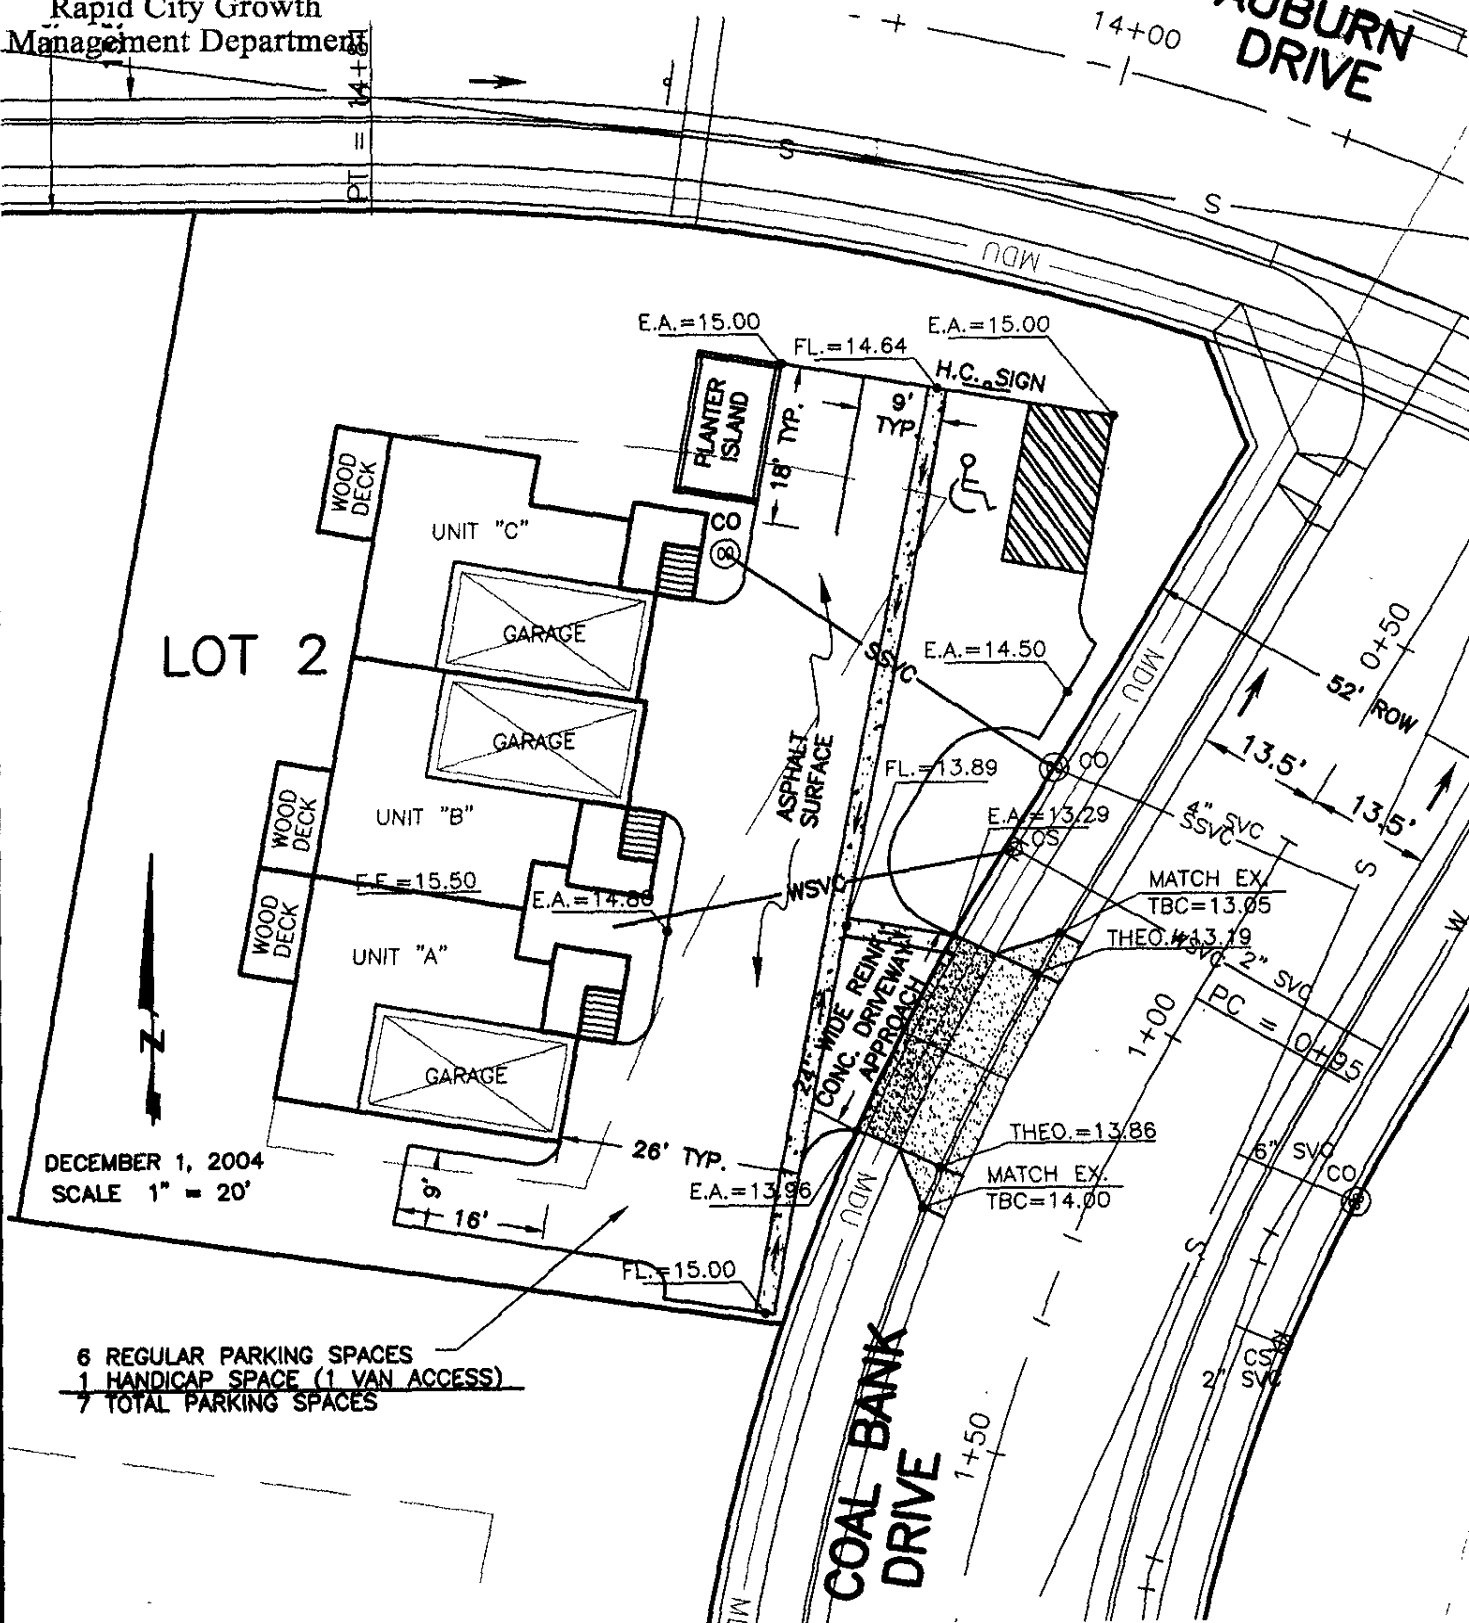 Rapid City Growth
Management Department
AUBURN
DRIVE
14+00
PT = 14+8
S
S
MDU
E.A.=15.00
FL.=14.64
E.A.=15.00
H.C. SIGN
PLANTER
ISLAND
18' TYP.
9'
TYP.
WOOD
DECK
UNIT "C"
CO
GARAGE
LOT 2
SSVC
E.A.=14.50
MDU
0+50
52' ROW
GARAGE
ASPHALT
SURFACE
FL.=13.89
CO
13.5'
13.5'
WOOD
DECK
UNIT "B"
E.A.=13.29
CS
4" SVC
SSVC
S
F.F.=15.50
E.A.=14.86
WSVC
MATCH EX.
TBC=13.05
WOOD
DECK
UNIT "A"
THEO.=13.19
WSVC 2" SVC
W
24' WIDE REINF.
CONC. DRIVEWAY
APPROACH
PC = 0+95
1+00
N
GARAGE
THEO.=13.86
26' TYP.
6" SVC
CO
DECEMBER 1, 2004
SCALE 1" = 20'
9'
16'
E.A.=13.96
MDU
MATCH EX.
TBC=14.00
S
FL.=15.00
6 REGULAR PARKING SPACES
1 HANDICAP SPACE (1 VAN ACCESS)
7 TOTAL PARKING SPACES
CS
2" SVC
COAL BANK
DRIVE
1+50